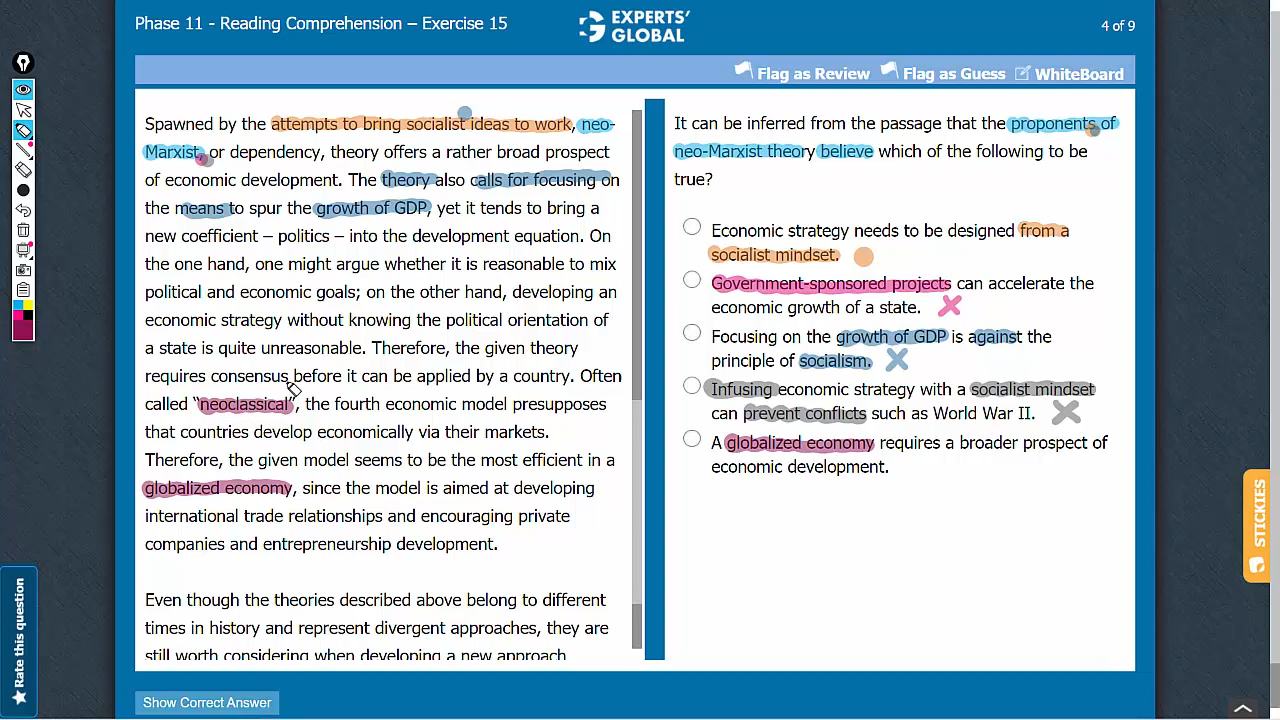 Phase 11 - Reading Comprehension – Exercise 15
EXPERTS'
GLOBAL
4 of 9
Flag as Review
Flag as Guess
WhiteBoard
Spawned by the attempts to bring socialist ideas to work, neo-
Marxist, or dependency, theory offers a rather broad prospect
of economic development. The theory also calls for focusing on
the means to spur the growth of GDP, yet it tends to bring a
new coefficient – politics – into the development equation. On
the one hand, one might argue whether it is reasonable to mix
political and economic goals; on the other hand, developing an
economic strategy without knowing the political orientation of
a state is quite unreasonable. Therefore, the given theory
requires consensus before it can be applied by a country. Often
called “neoclassical”, the fourth economic model presupposes
that countries develop economically via their markets.
Therefore, the given model seems to be the most efficient in a
globalized economy, since the model is aimed at developing
international trade relationships and encouraging private
companies and entrepreneurship development.
Even though the theories described above belong to different
times in history and represent divergent approaches, they are
still worth considering when developing a new approach
It can be inferred from the passage that the proponents of
neo-Marxist theory believe which of the following to be
true?
Economic strategy needs to be designed from a
socialist mindset.
Government-sponsored projects can accelerate the
economic growth of a state.
Focusing on the growth of GDP is against the
principle of socialism.
Infusing economic strategy with a socialist mindset
can prevent conflicts such as World War II.
A globalized economy requires a broader prospect of
economic development.
STICKIES
Rate this question
Show Correct Answer